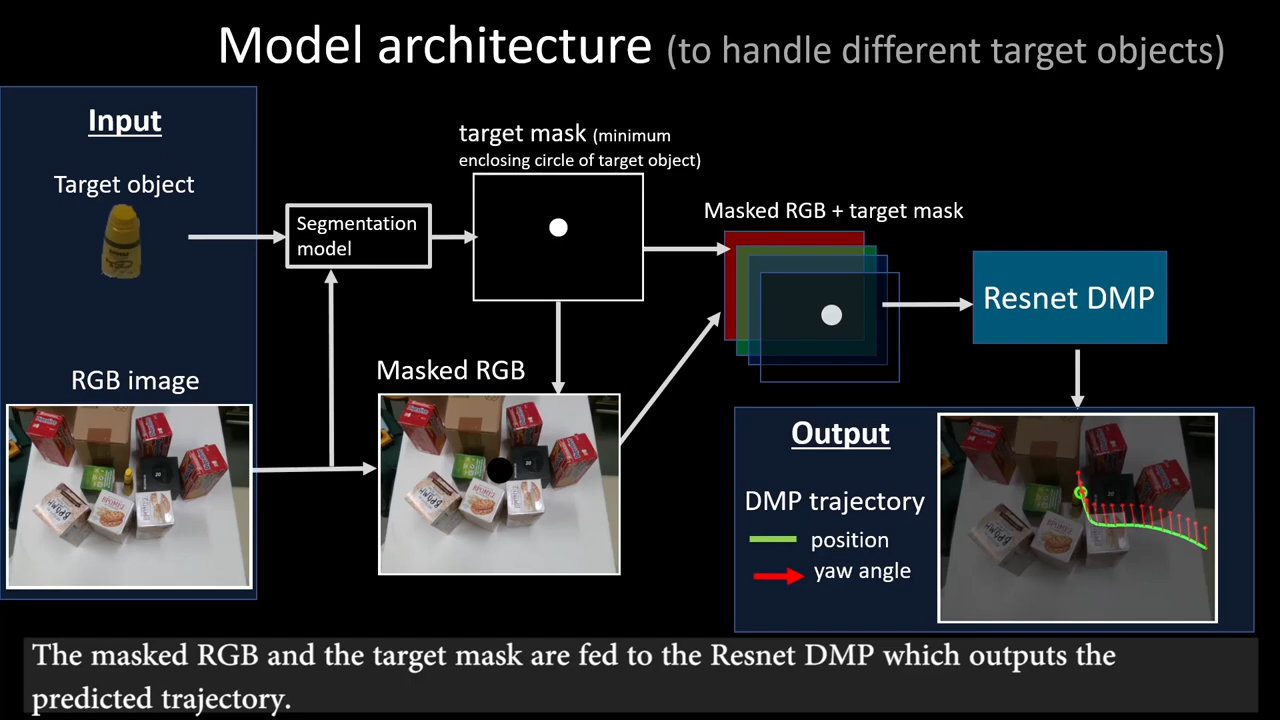 Model architecture (to handle different target objects)
Input
Target object
Segmentation
model
target mask (minimum
enclosing circle of target object)
Masked RGB + target mask
Resnet DMP
RGB image
Masked RGB
Output
DMP trajectory
position
yaw angle
The masked RGB and the target mask are fed to the Resnet DMP which outputs the
predicted trajectory.